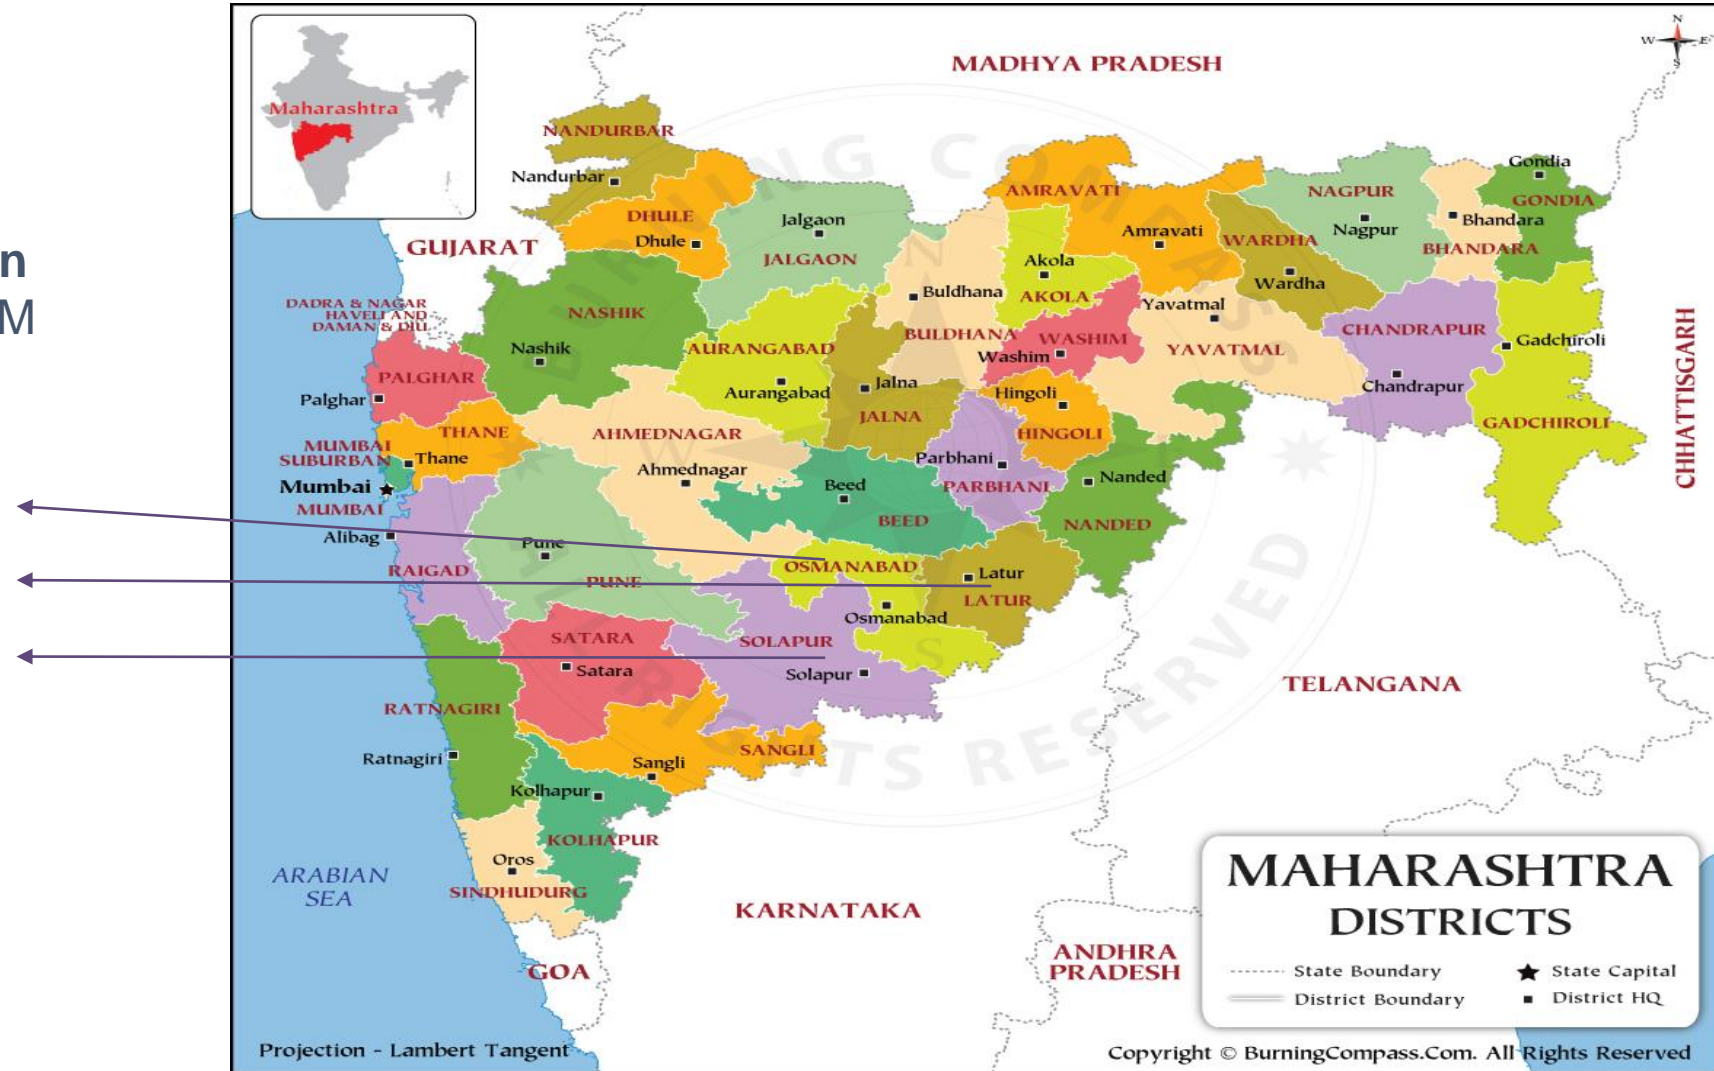 n
M
Maharashtra
MADHYA PRADESH
N
W
E
S
NANDURBAR
Nandurbar
DHULE
Dhule
Jalgaon
JALGAON
AMRAVATI
Amravati
NAGPUR
Nagpur
Gondia
GONDIA
Bhandara
BHANDARA
WARDHA
Wardha
GUJARAT
Akola
AKOLA
Buldhana
BULDHANA
DADRA & NAGAR
HAVELI AND
DAMAN & DIU
NASHIK
Nashik
AURANGABAD
Aurangabad
Jalna
JALNA
WASHIM
Washim
Yavatmal
YAVATMAL
CHANDRAPUR
Chandrapur
Gadchiroli
GADCHIROLI
CHHATTISGARH
PALGHAR
Palghar
Hingoli
HINGOLI
THANE
Thane
MUMBAI
SUBURBAN
Mumbai
MUMBAI
AHMEDNAGAR
Ahmednagar
Beed
BEED
Parbhani
PARBHANI
Nanded
NANDED
Alibag
RAIGAD
Pune
PUNE
OSMANABAD
Osmanabad
Latur
LATUR
SATARA
Satara
SOLAPUR
Solapur
TELANGANA
RATNAGIRI
Ratnagiri
SANGLI
Sangli
Kolhapur
KOLHAPUR
Oros
SINDHUDURG
ARABIAN
SEA
KARNATAKA
GOA
ANDHRA
PRADESH
MAHARASHTRA
DISTRICTS
State Boundary
State Capital
District Boundary
District HQ
Projection - Lambert Tangent
Copyright © BurningCompass.Com. All Rights Reserved
BURNING COMPASS
ALL RIGHTS RESERVED
N
W
S